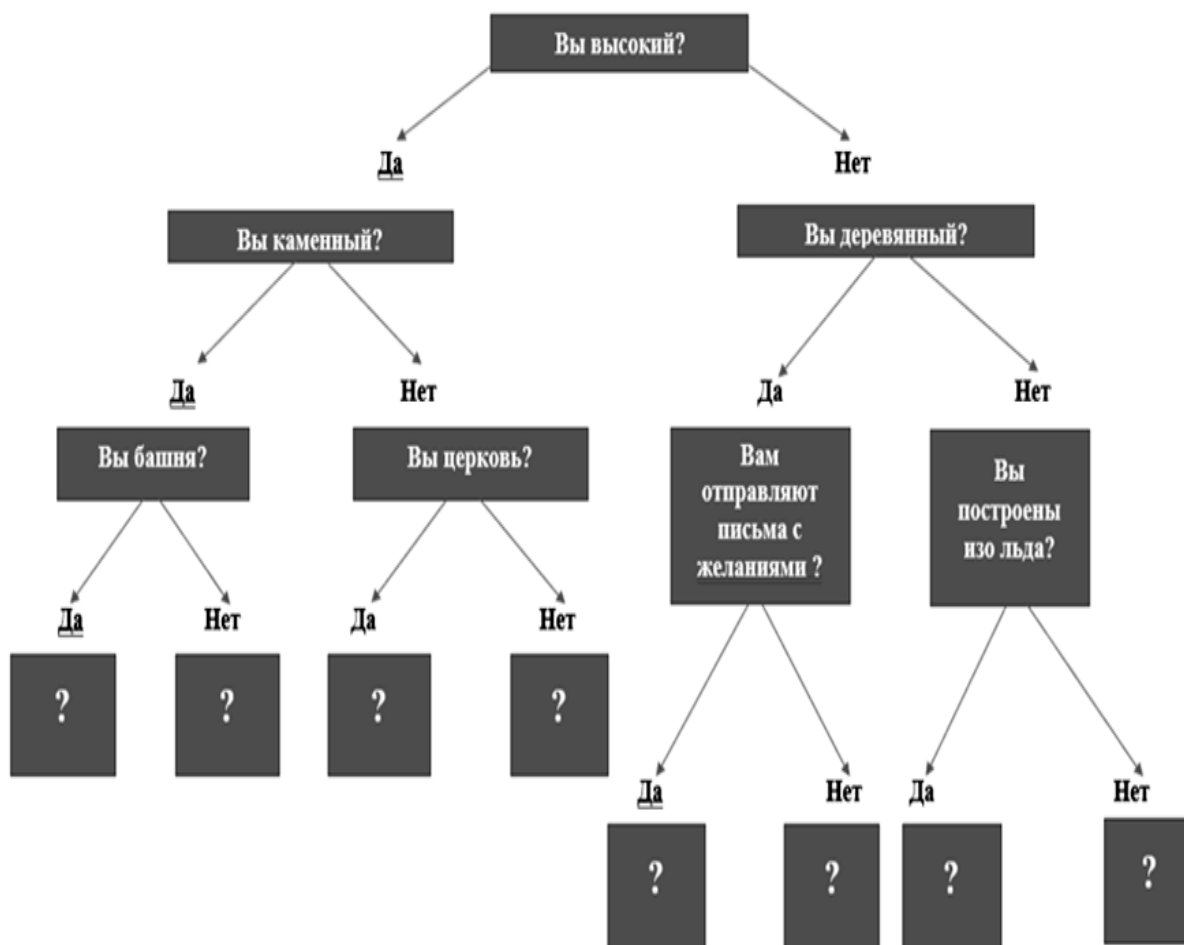 Вы высокий?
Да
Нет
Вы каменный?
Вы деревянный?
Да
Нет
Да
Нет
Вы башня?
Вы церковь?
Вам
отправляют
письма с
желаниями ?
Вы
построены
изо льда?
Да
Нет
Да
Нет
?
?
?
?
Да
Нет
Да
Нет
?
?
?
?